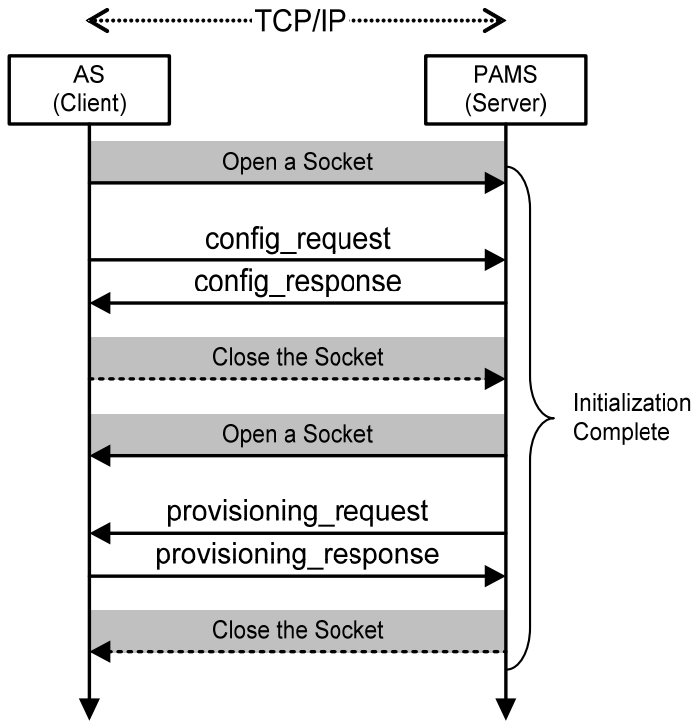 TCP/IP
AS
(Client)
PAMS
(Server)
Open a Socket
config_request
config_response
Close the Socket
Open a Socket
Initialization
Complete
provisioning_request
provisioning_response
Close the Socket